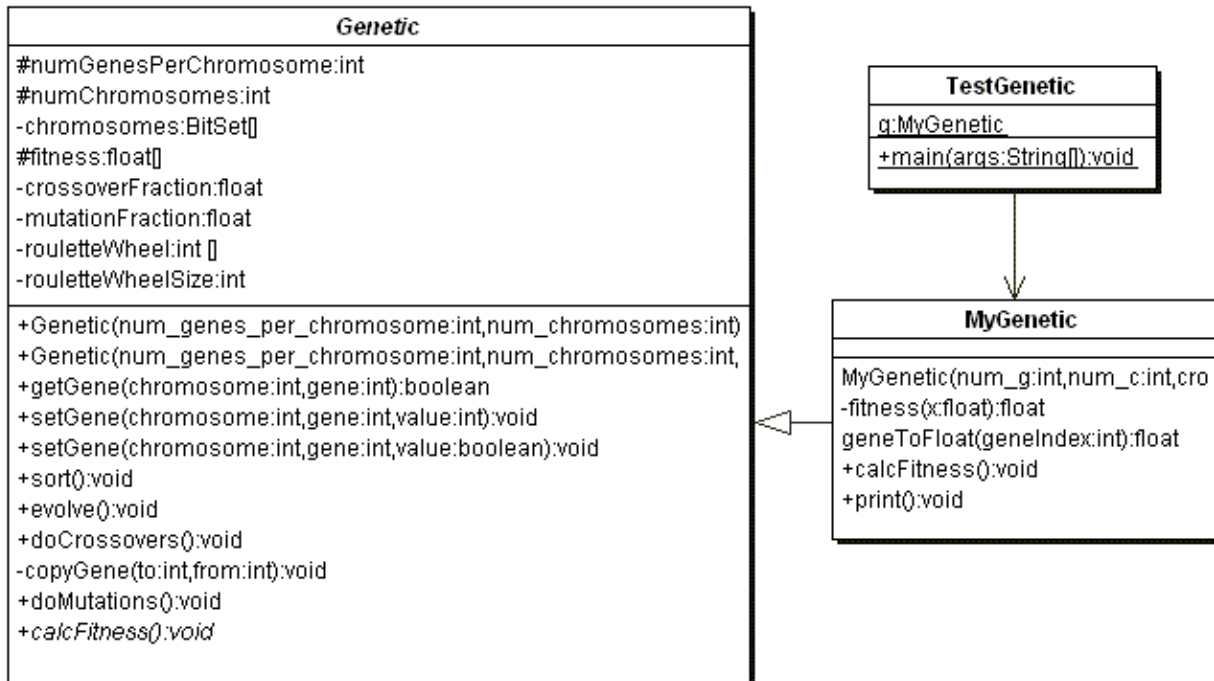 Genetic
#numGenesPerChromosome:int
#numChromosomes:int
-chromosomes:BitSet[]
#fitness:float[]
-crossoverFraction:float
-mutationFraction:float
-rouletteWheel:int []
-rouletteWheelSize:int
+Genetic(num_genes_per_chromosome:int,num_chromosomes:int)
+Genetic(num_genes_per_chromosome:int,num_chromosomes:int,
+getGene(chromosome:int,gene:int):boolean
+setGene(chromosome:int,gene:int,value:int):void
+setGene(chromosome:int,gene:int,value:boolean):void
+sort():void
+evolve():void
+doCrossovers():void
-copyGene(to:int,from:int):void
+doMutations():void
+calcFitness():void
TestGenetic
g:MyGenetic
+main(args:String[]):void
MyGenetic
MyGenetic(num_g:int,num_c:int,cro
-fitness(x:float):float
geneToFloat(geneIndex:int):float
+calcFitness():void
+print():void